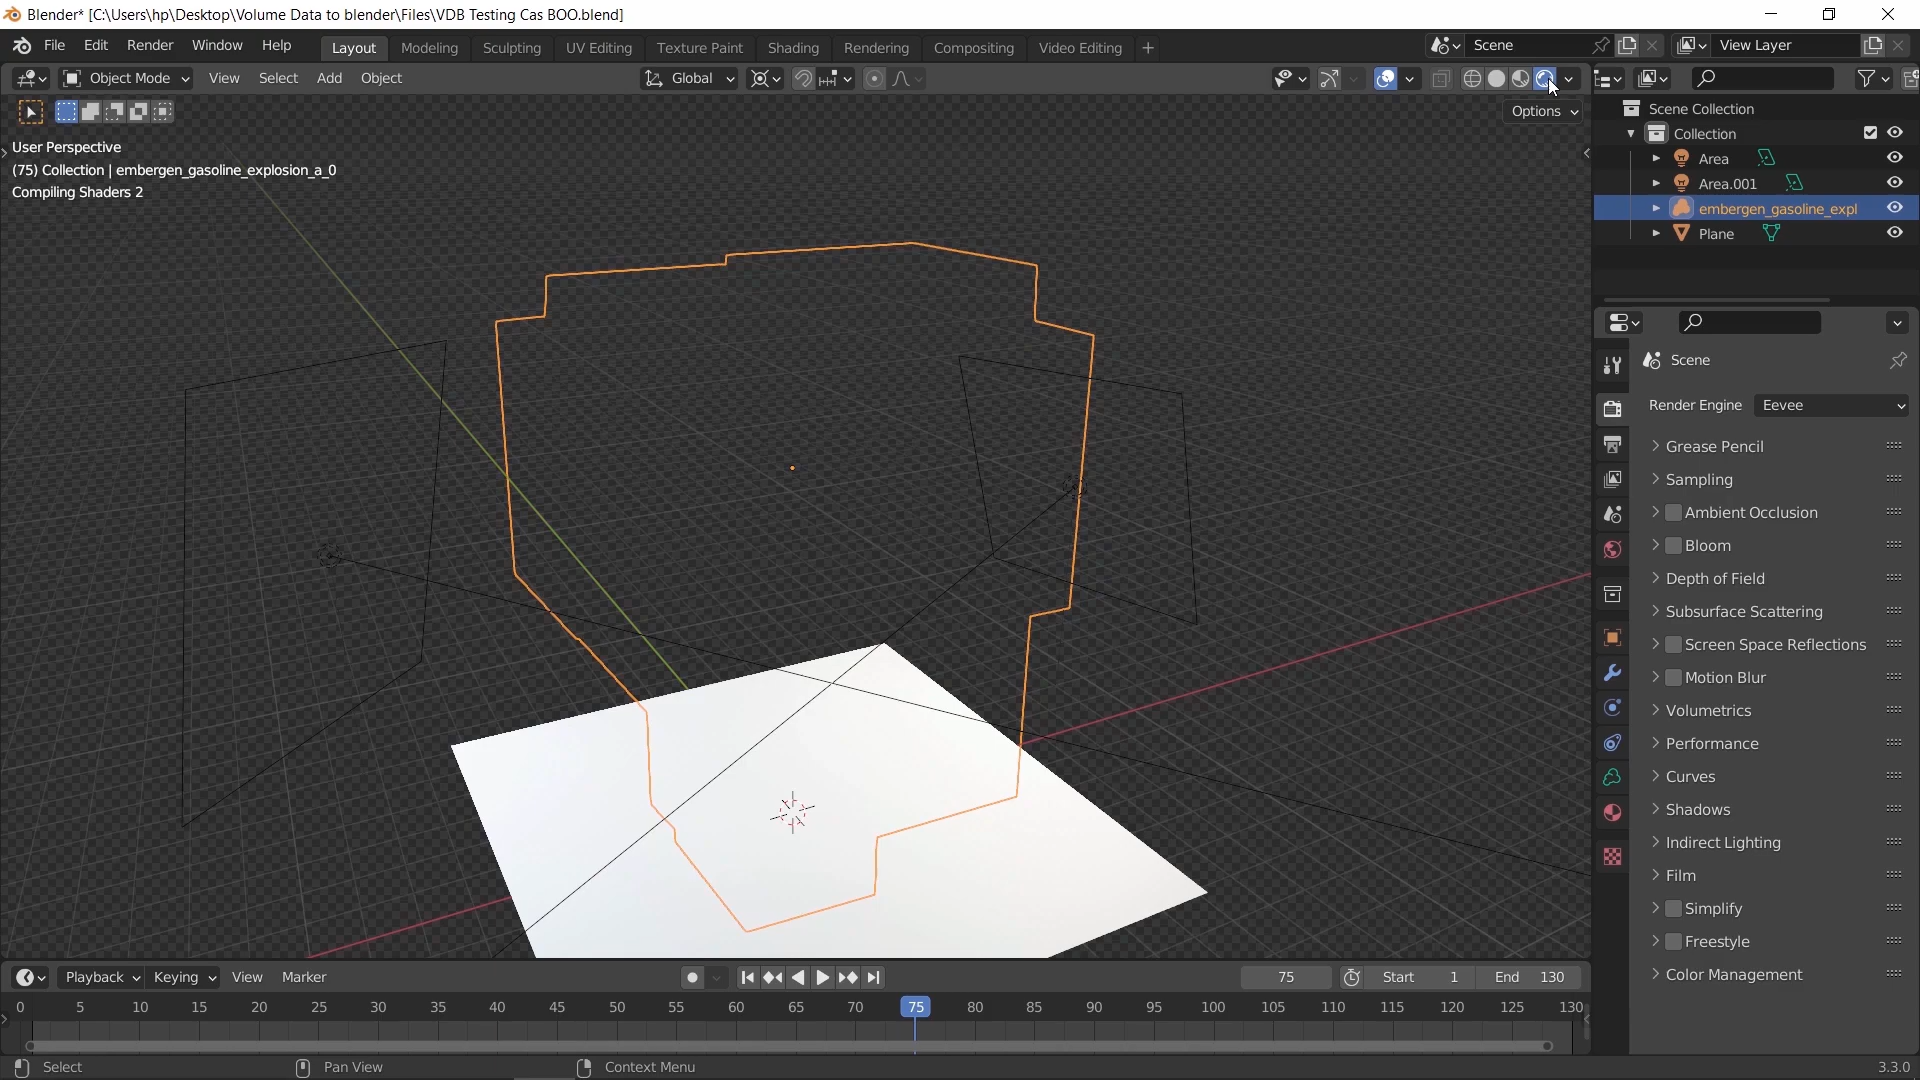 Blender* [C:\Users\hp\Desktop\Volume Data to blender\Files\VDB Testing Cas BOO.blend]
File Edit Render Window Help Layout Modeling Sculpting UV Editing Texture Paint Shading Animation Rendering Compositing Video Editing + Scene View Layer
Object Mode View Select Add Object Global
Options
User Perspective
(75) Collection | embergen_gasoline_explosion_a_0
Compiling Shaders 2
Scene Collection
Collection
Area
Area.001
embergen_gasoline_expl
Plane
Scene
Render Engine Eevee
Grease Pencil
Sampling
Ambient Occlusion
Bloom
Depth of Field
Subsurface Scattering
Screen Space Reflections
Motion Blur
Volumetrics
Performance
Curves
Shadows
Indirect Lighting
Film
Simplify
Freestyle
Color Management
Playback Keying View Marker 75 Start 1 End 130
0 5 10 15 20 25 30 35 40 45 50 55 60 65 70 75 80 85 90 95 100 105 110 115 120 125 130
Select Pan View Context Menu 3.3.0